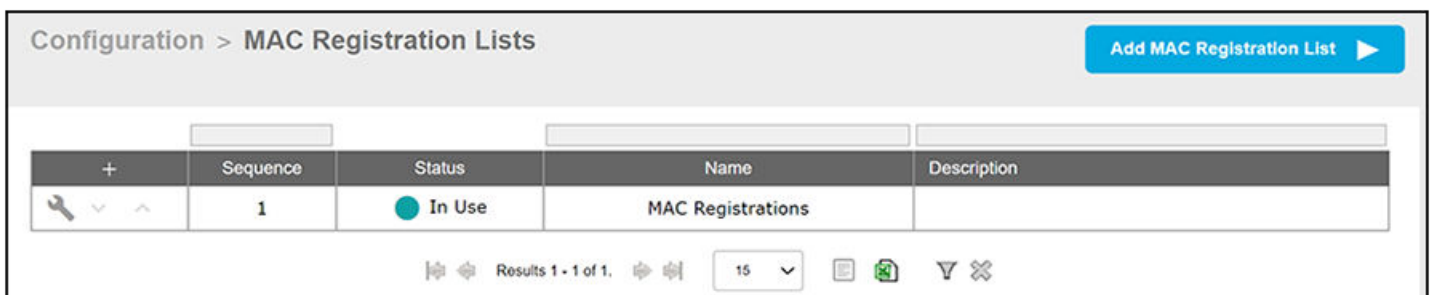 Configuration > MAC Registration Lists
Add MAC Registration List
+ Sequence Status Name Description
1 In Use MAC Registrations
Results 1 - 1 of 1. 15